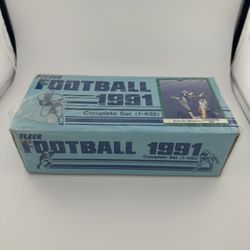 FLEER
FOOTBALL
1991
Complete Set (1-432)
FLEER
FOOTBALL 1991
Complete Set (1-432)